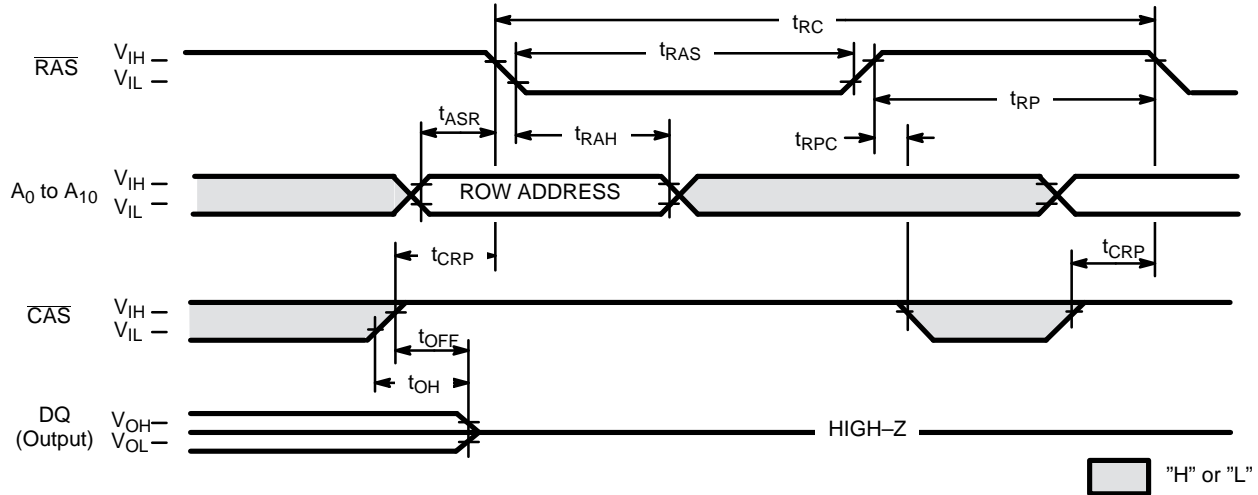 tRC
RAS
VIH
VIL
tRAS
tRP
tASR
tRAH
tRPC
A0 to A10
VIH
VIL
ROW ADDRESS
tCRP
tCRP
CAS
VIH
VIL
tOFF
tOH
DQ
(Output)
VOH
VOL
HIGH–Z
”H” or ”L”